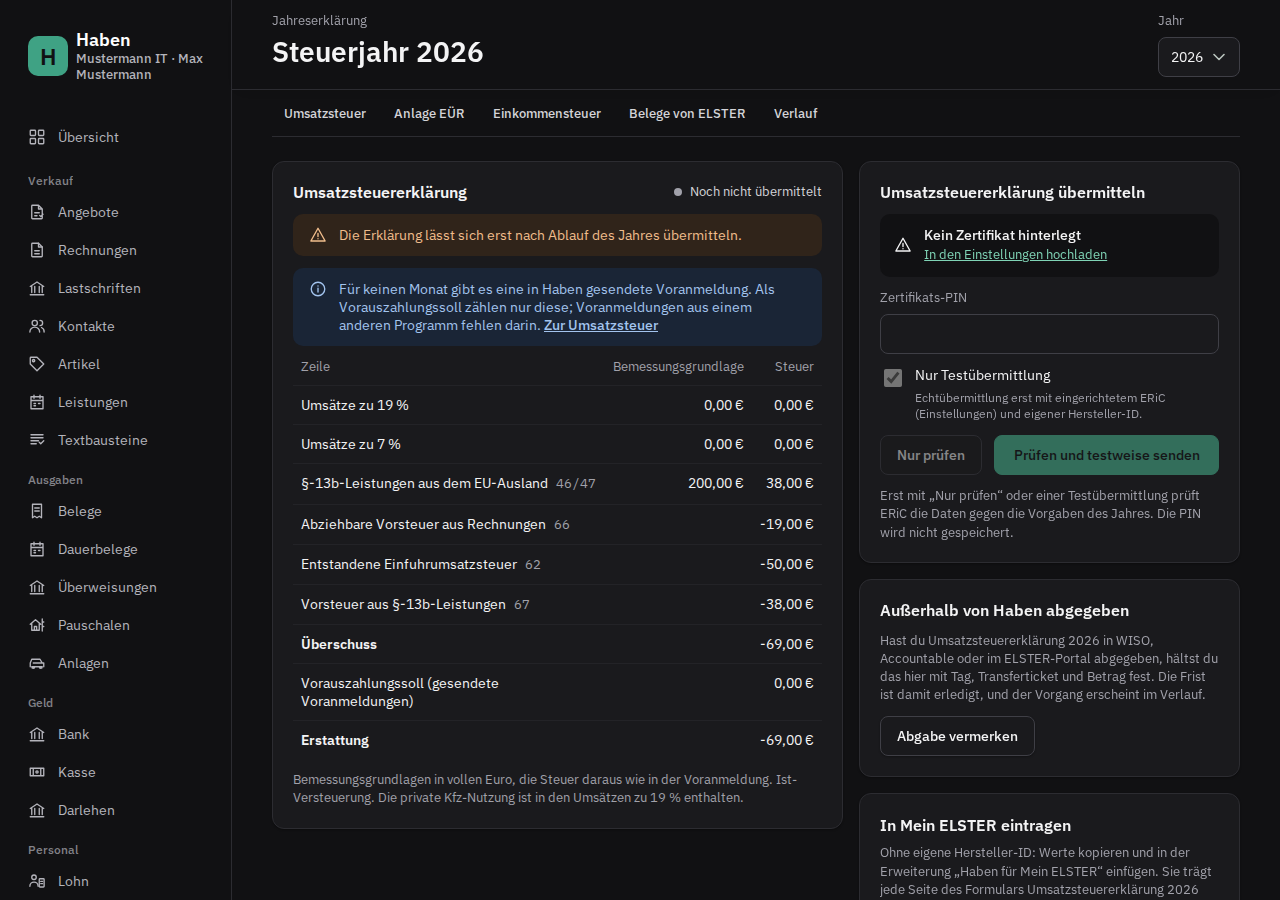 H
Haben
Mustermann IT · Max
Mustermann
Übersicht
Verkauf
Angebote
Rechnungen
Lastschriften
Kontakte
Artikel
Leistungen
Textbausteine
Ausgaben
Belege
Dauerbelege
Überweisungen
Pauschalen
Anlagen
Geld
Bank
Kasse
Darlehen
Personal
Lohn
Jahreserklärung
Steuerjahr 2026
Jahr
2026
Umsatzsteuer Anlage EÜR Einkommensteuer Belege von ELSTER Verlauf
Umsatzsteuererklärung Noch nicht übermittelt
Die Erklärung lässt sich erst nach Ablauf des Jahres übermitteln.
Für keinen Monat gibt es eine in Haben gesendete Voranmeldung. Als
Vorauszahlungssoll zählen nur diese; Voranmeldungen aus einem
anderen Programm fehlen darin. Zur Umsatzsteuer
Zeile Bemessungsgrundlage Steuer
Umsätze zu 19 % 0,00 € 0,00 €
Umsätze zu 7 % 0,00 € 0,00 €
§-13b-Leistungen aus dem EU-Ausland 46/47 200,00 € 38,00 €
Abziehbare Vorsteuer aus Rechnungen 66 -19,00 €
Entstandene Einfuhrumsatzsteuer 62 -50,00 €
Vorsteuer aus §-13b-Leistungen 67 -38,00 €
Überschuss -69,00 €
Vorauszahlungssoll (gesendete 0,00 €
Voranmeldungen)
Erstattung -69,00 €
Bemessungsgrundlagen in vollen Euro, die Steuer daraus wie in der Voranmeldung. Ist-
Versteuerung. Die private Kfz-Nutzung ist in den Umsätzen zu 19 % enthalten.
Umsatzsteuererklärung übermitteln
Kein Zertifikat hinterlegt
In den Einstellungen hochladen
Zertifikats-PIN
Nur Testübermittlung
Echtübermittlung erst mit eingerichtetem ERiC
(Einstellungen) und eigener Hersteller-ID.
Nur prüfen Prüfen und testweise senden
Erst mit „Nur prüfen“ oder einer Testübermittlung prüft
ERiC die Daten gegen die Vorgaben des Jahres. Die PIN
wird nicht gespeichert.
Außerhalb von Haben abgegeben
Hast du Umsatzsteuererklärung 2026 in WISO,
Accountable oder im ELSTER-Portal abgegeben, hältst du
das hier mit Tag, Transferticket und Betrag fest. Die Frist
ist damit erledigt, und der Vorgang erscheint im Verlauf.
Abgabe vermerken
In Mein ELSTER eintragen
Ohne eigene Hersteller-ID: Werte kopieren und in der
Erweiterung „Haben für Mein ELSTER“ einfügen. Sie trägt
jede Seite des Formulars Umsatzsteuererklärung 2026